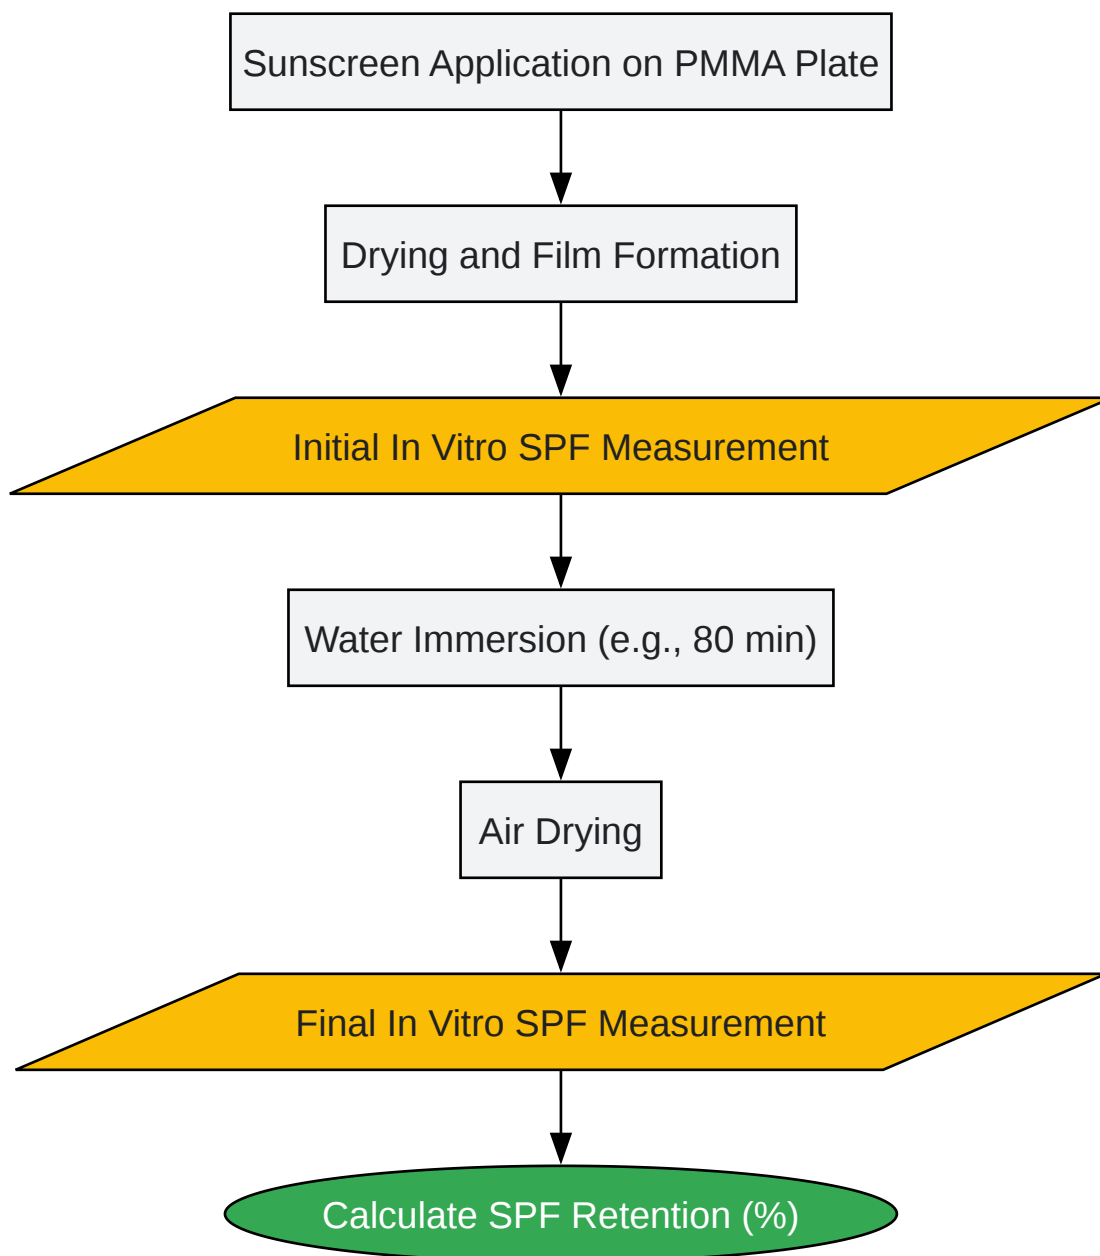 Sunscreen Application on PMMA Plate
Drying and Film Formation
Initial In Vitro SPF Measurement
Water Immersion (e.g., 80 min)
Air Drying
Final In Vitro SPF Measurement
Calculate SPF Retention (%)